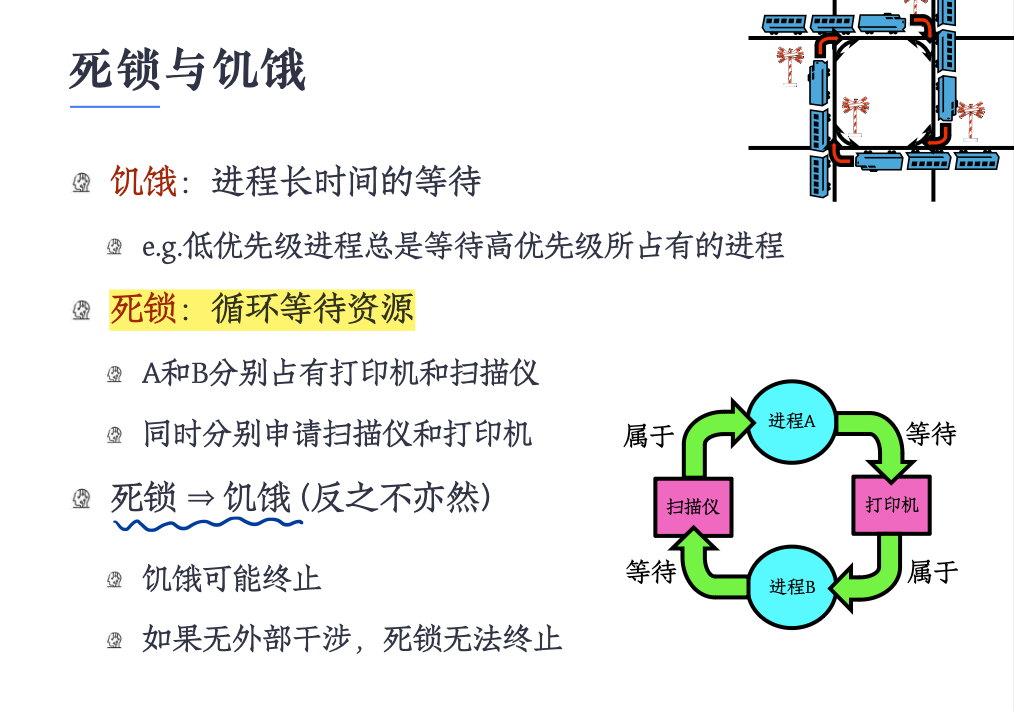 死锁与饥饿
饥饿：进程长时间的等待
e.g.低优先级进程总是等待高优先级所占有的进程
死锁：循环等待资源
A和B分别占有打印机和扫描仪
同时分别申请扫描仪和打印机
死锁 ⇒ 饥饿 (反之不亦然)
饥饿可能终止
如果无外部干涉，死锁无法终止
进程A
属于
等待
扫描仪
打印机
等待
属于
进程B